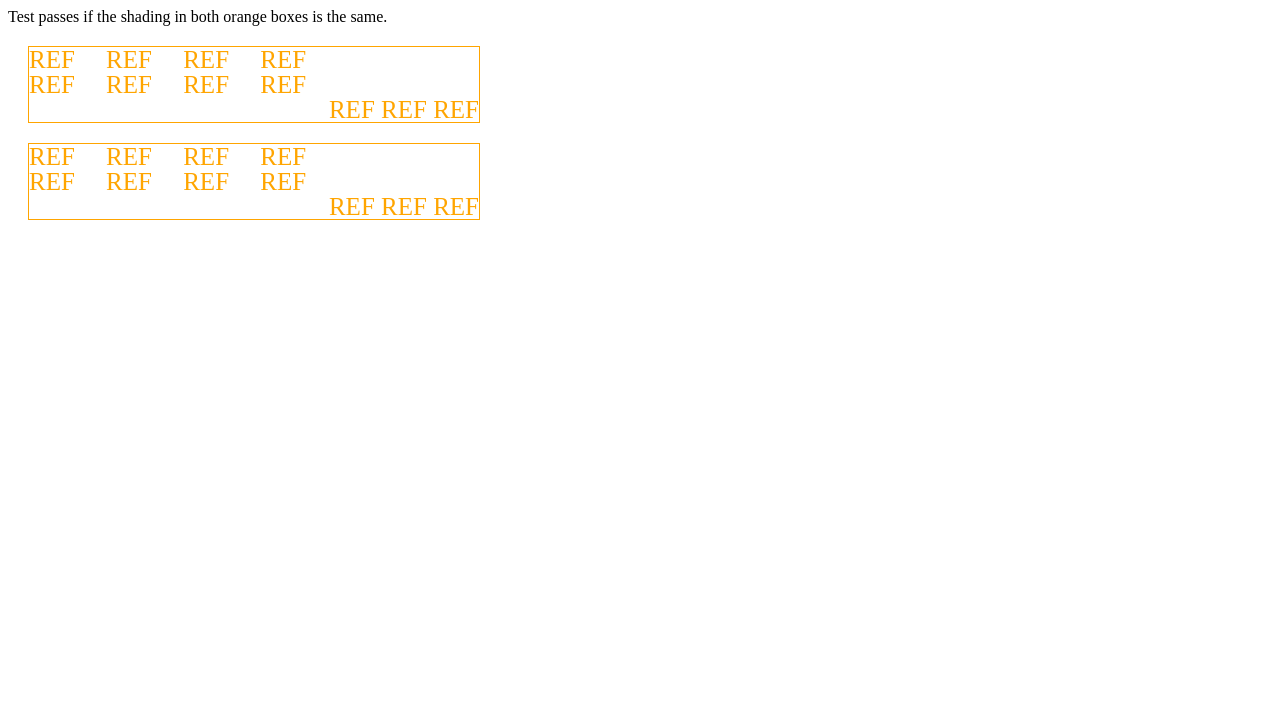 Test passes if the shading in both orange boxes is the same.
REF REF REF REF
REF REF REF REF
REF REF REF
REF REF REF REF
REF REF REF REF
REF REF REF